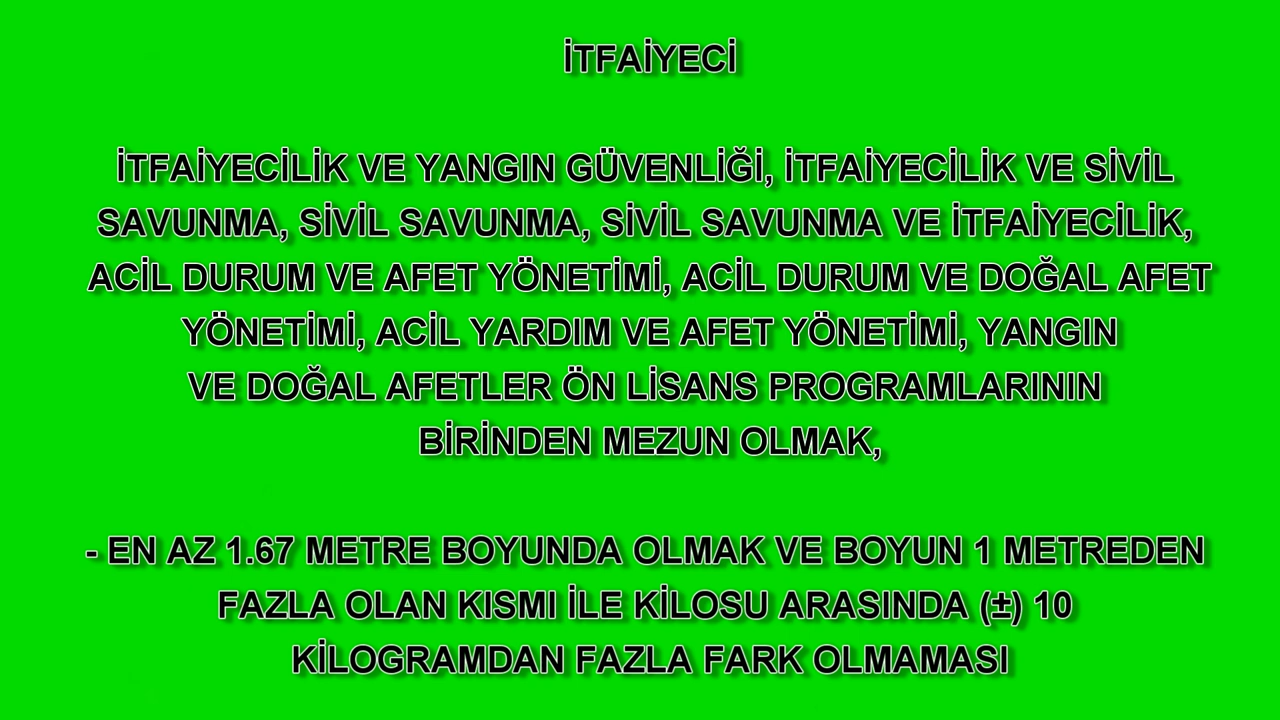 İTFAİYECİ
İTFAİYECİLİK VE YANGIN GÜVENLİĞİ, İTFAİYECİLİK VE SİVİL
SAVUNMA, SİVİL SAVUNMA, SİVİL SAVUNMA VE İTFAİYECİLİK,
ACİL DURUM VE AFET YÖNETİMİ, ACİL DURUM VE DOĞAL AFET
YÖNETİMİ, ACİL YARDIM VE AFET YÖNETİMİ, YANGIN
VE DOĞAL AFETLER ÖN LİSANS PROGRAMLARININ
BİRİNDEN MEZUN OLMAK,
- EN AZ 1.67 METRE BOYUNDA OLMAK VE BOYUN 1 METREDEN
FAZLA OLAN KISMI İLE KİLOSU ARASINDA (±) 10
KİLOGRAMDAN FAZLA FARK OLMAMASI